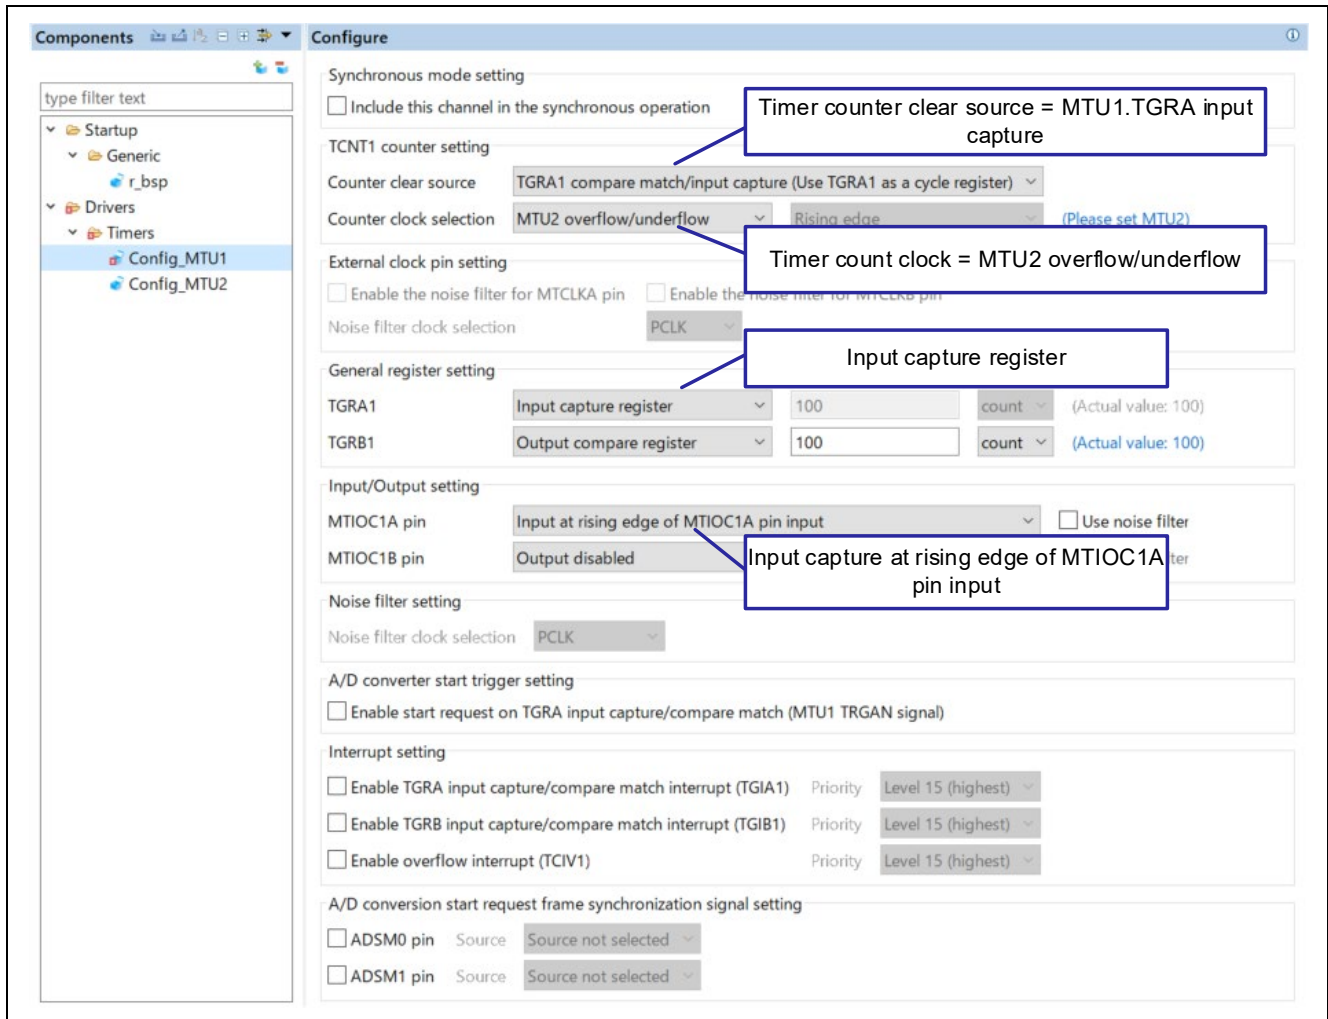 Components
Configure
type filter text
Startup
Generic
r_bsp
Drivers
Timers
Config_MTU1
Config_MTU2
Synchronous mode setting
Include this channel in the synchronous operation
Timer counter clear source = MTU1.TGRA input
capture
TCNT1 counter setting
Counter clear source TGRA1 compare match/input capture (Use TGRA1 as a cycle register)
Counter clock selection MTU2 overflow/underflow Rising edge (Please set MTU2)
Timer count clock = MTU2 overflow/underflow
External clock pin setting
Enable the noise filter for MTCLKA pin Enable the noise filter for MTCLKB pin
Noise filter clock selection PCLK
Input capture register
General register setting
TGRA1 Input capture register 100 count (Actual value: 100)
TGRB1 Output compare register 100 count (Actual value: 100)
Input/Output setting
MTIOC1A pin Input at rising edge of MTIOC1A pin input Use noise filter
MTIOC1B pin Output disabled
Input capture at rising edge of MTIOC1A
pin input
Noise filter setting
Noise filter clock selection PCLK
A/D converter start trigger setting
Enable start request on TGRA input capture/compare match (MTU1 TRGAN signal)
Interrupt setting
Enable TGRA input capture/compare match interrupt (TGIA1) Priority Level 15 (highest)
Enable TGRB input capture/compare match interrupt (TGIB1) Priority Level 15 (highest)
Enable overflow interrupt (TCIV1) Priority Level 15 (highest)
A/D conversion start request frame synchronization signal setting
ADSM0 pin Source Source not selected
ADSM1 pin Source Source not selected